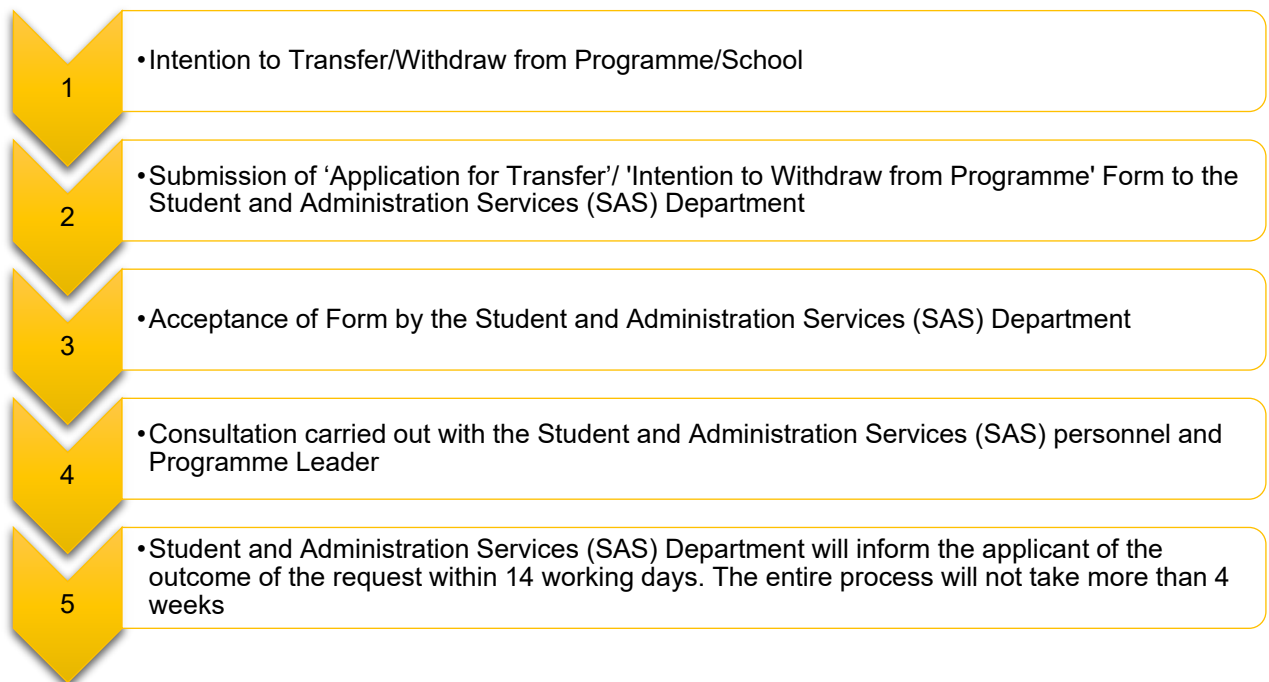 1
•Intention to Transfer/Withdraw from Programme/School
2
•Submission of ‘Application for Transfer’/ 'Intention to Withdraw from Programme' Form to the
Student and Administration Services (SAS) Department
3
•Acceptance of Form by the Student and Administration Services (SAS) Department
4
•Consultation carried out with the Student and Administration Services (SAS) personnel and
Programme Leader
5
•Student and Administration Services (SAS) Department will inform the applicant of the
outcome of the request within 14 working days. The entire process will not take more than 4
weeks